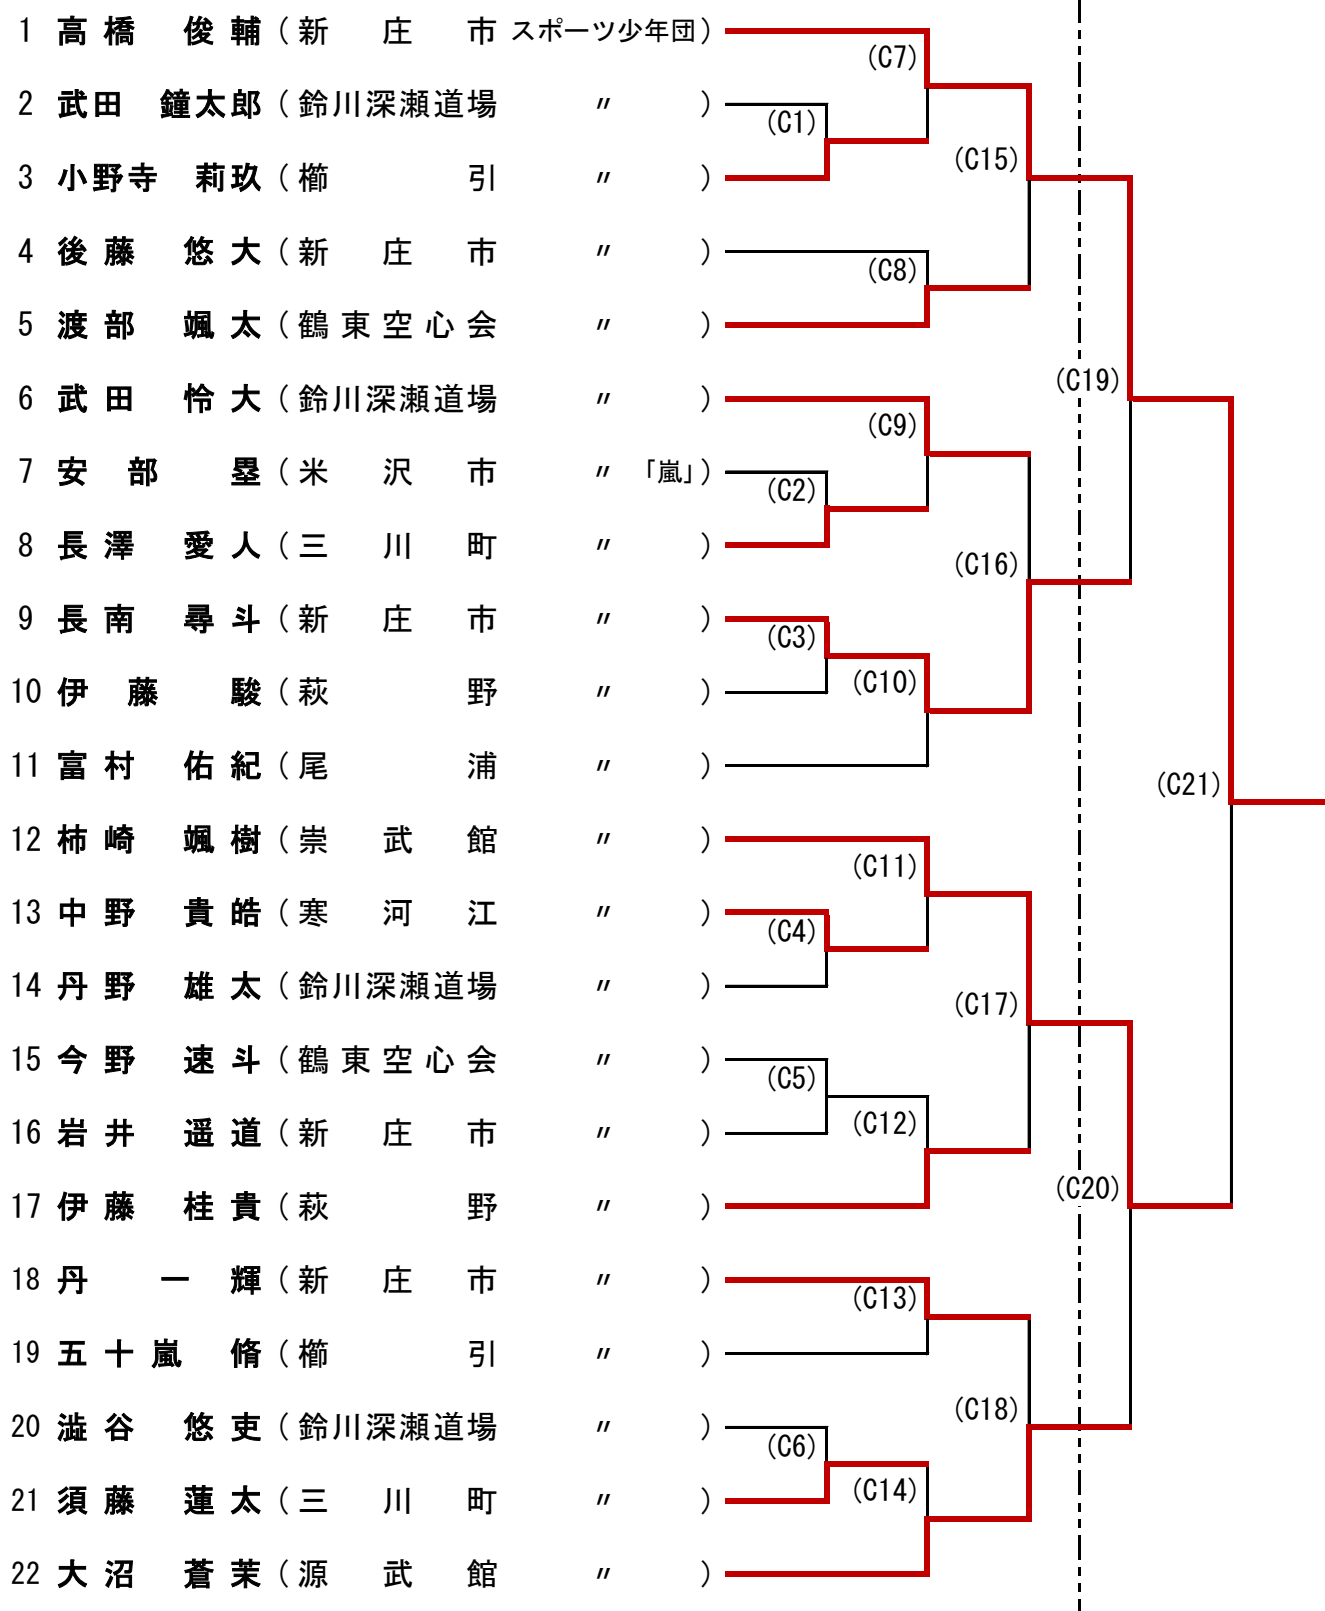 1 高橋 俊輔 (新庄市 スポーツ少年団)
(C7)
2 武田 鐘太郎 (鈴川深瀬道場 〃 )
(C1)
(C15)
3 小野寺 莉玖 (櫛引 〃 )
4 後藤 悠大 (新庄市 〃 )
(C8)
5 渡部 颯太 (鶴東空心会 〃 )
(C19)
6 武田 怜大 (鈴川深瀬道場 〃 )
(C9)
7 安部 塁 (米沢市 〃 「嵐」)
(C2)
8 長澤 愛人 (三川町 〃 )
(C16)
9 長南 尋斗 (新庄市 〃 )
(C3)
10 伊藤 駿 (萩野 〃 )
(C10)
11 富村 佑紀 (尾浦 〃 )
(C21)
12 柿崎 颯樹 (崇武館 〃 )
(C11)
13 中野 貴皓 (寒河江 〃 )
(C4)
14 丹野 雄太 (鈴川深瀬道場 〃 )
(C17)
15 今野 速斗 (鶴東空心会 〃 )
(C5)
(C12)
16 岩井 遥道 (新庄市 〃 )
(C20)
17 伊藤 桂貴 (萩野 〃 )
18 丹 一輝 (新庄市 〃 )
(C13)
19 五十嵐 脩 (櫛引 〃 )
(C18)
20 澁谷 悠吏 (鈴川深瀬道場 〃 )
(C6)
(C14)
21 須藤 蓮太 (三川町 〃 )
22 大沼 蒼茉 (源武館 〃 )